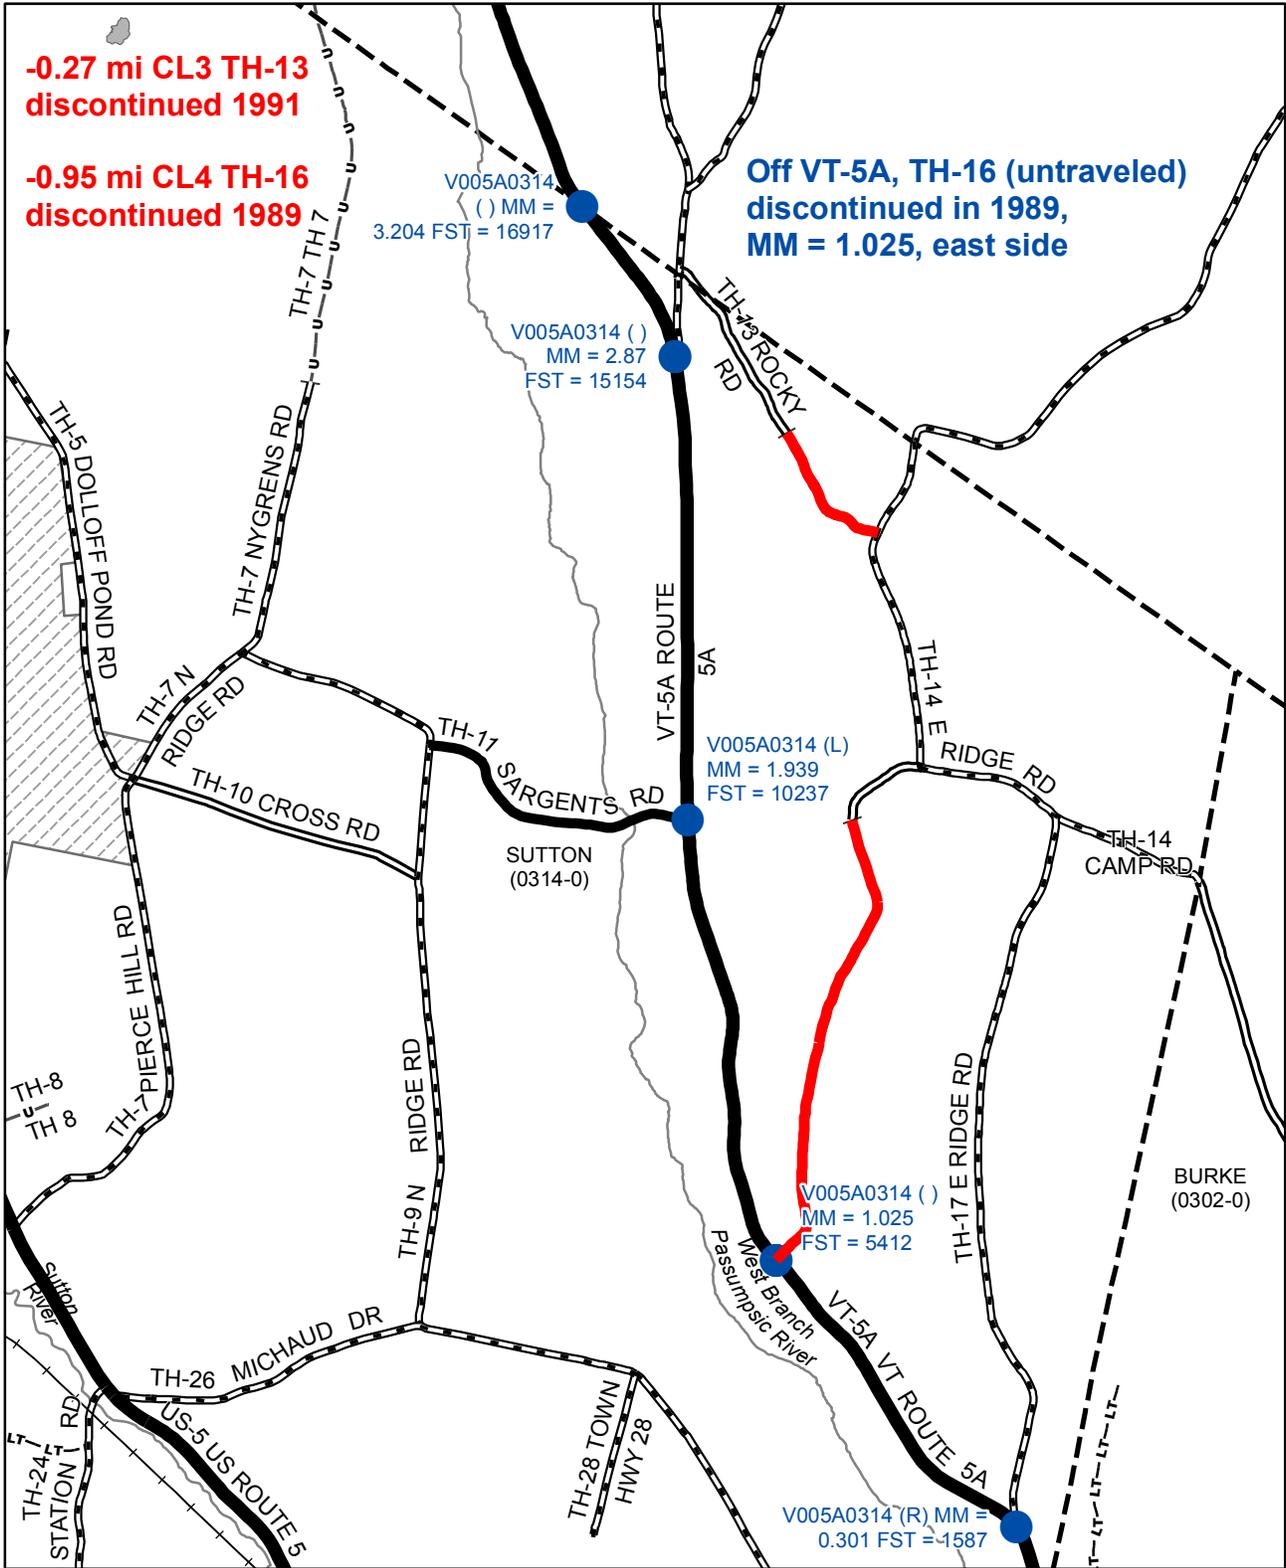 -0.27 mi CL3 TH-13
discontinued 1991
-0.95 mi CL4 TH-16
discontinued 1989
Off VT-5A, TH-16 (untraveled)
discontinued in 1989,
MM = 1.025, east side
V005A0314
( ) MM =
3.204 FST = 16917
U
U
U
U
U
U
U
U
TH-7 TH 7
TH-13 ROCKY
RD
V005A0314 ( )
MM = 2.87
FST = 15154
TH-5 DOLLOFF POND RD
TH-7 NYGRENS RD
VT-5A ROUTE
5A
TH-14 E
RIDGE RD
TH-7 N
RIDGE RD
TH-11
SARGENTS RD
V005A0314 (L)
MM = 1.939
FST = 10237
TH-10 CROSS RD
TH-14
CAMP RD
SUTTON
(0314-0)
TH-7 PIERCE HILL RD
TH-8
U
TH 8
TH-9 N RIDGE RD
TH-17 E RIDGE RD
BURKE
(0302-0)
V005A0314 ( )
MM = 1.025
FST = 5412
West Branch
Passumpsic River
Sutton
River
VT-5A VT ROUTE 5A
TH-26 MICHAUD DR
US-5 US ROUTE 5
TH-24
STATION RD
LT
LT
TH-28 TOWN
HWY 28
LT
LT
LT
V005A0314 (R) MM =
0.301 FST = 1587